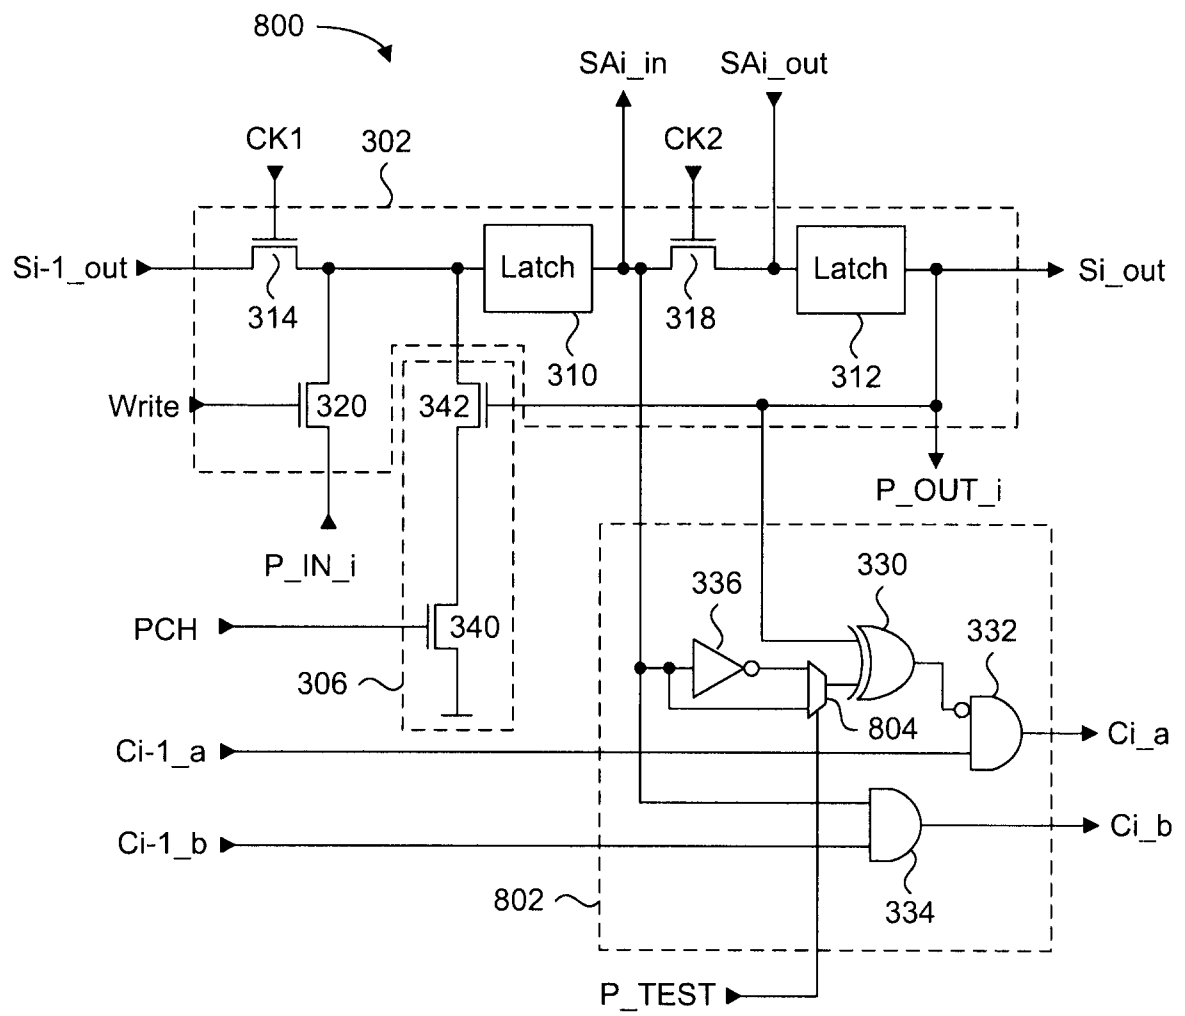 800
SAi_in
SAi_out
CK1
302
CK2
Si-1_out
Latch
Latch
Si_out
314
318
310
312
Write
320
342
P_OUT_i
P_IN_i
336
330
PCH
340
332
306
804
Ci-1_a
Ci_a
Ci-1_b
Ci_b
802
334
P_TEST